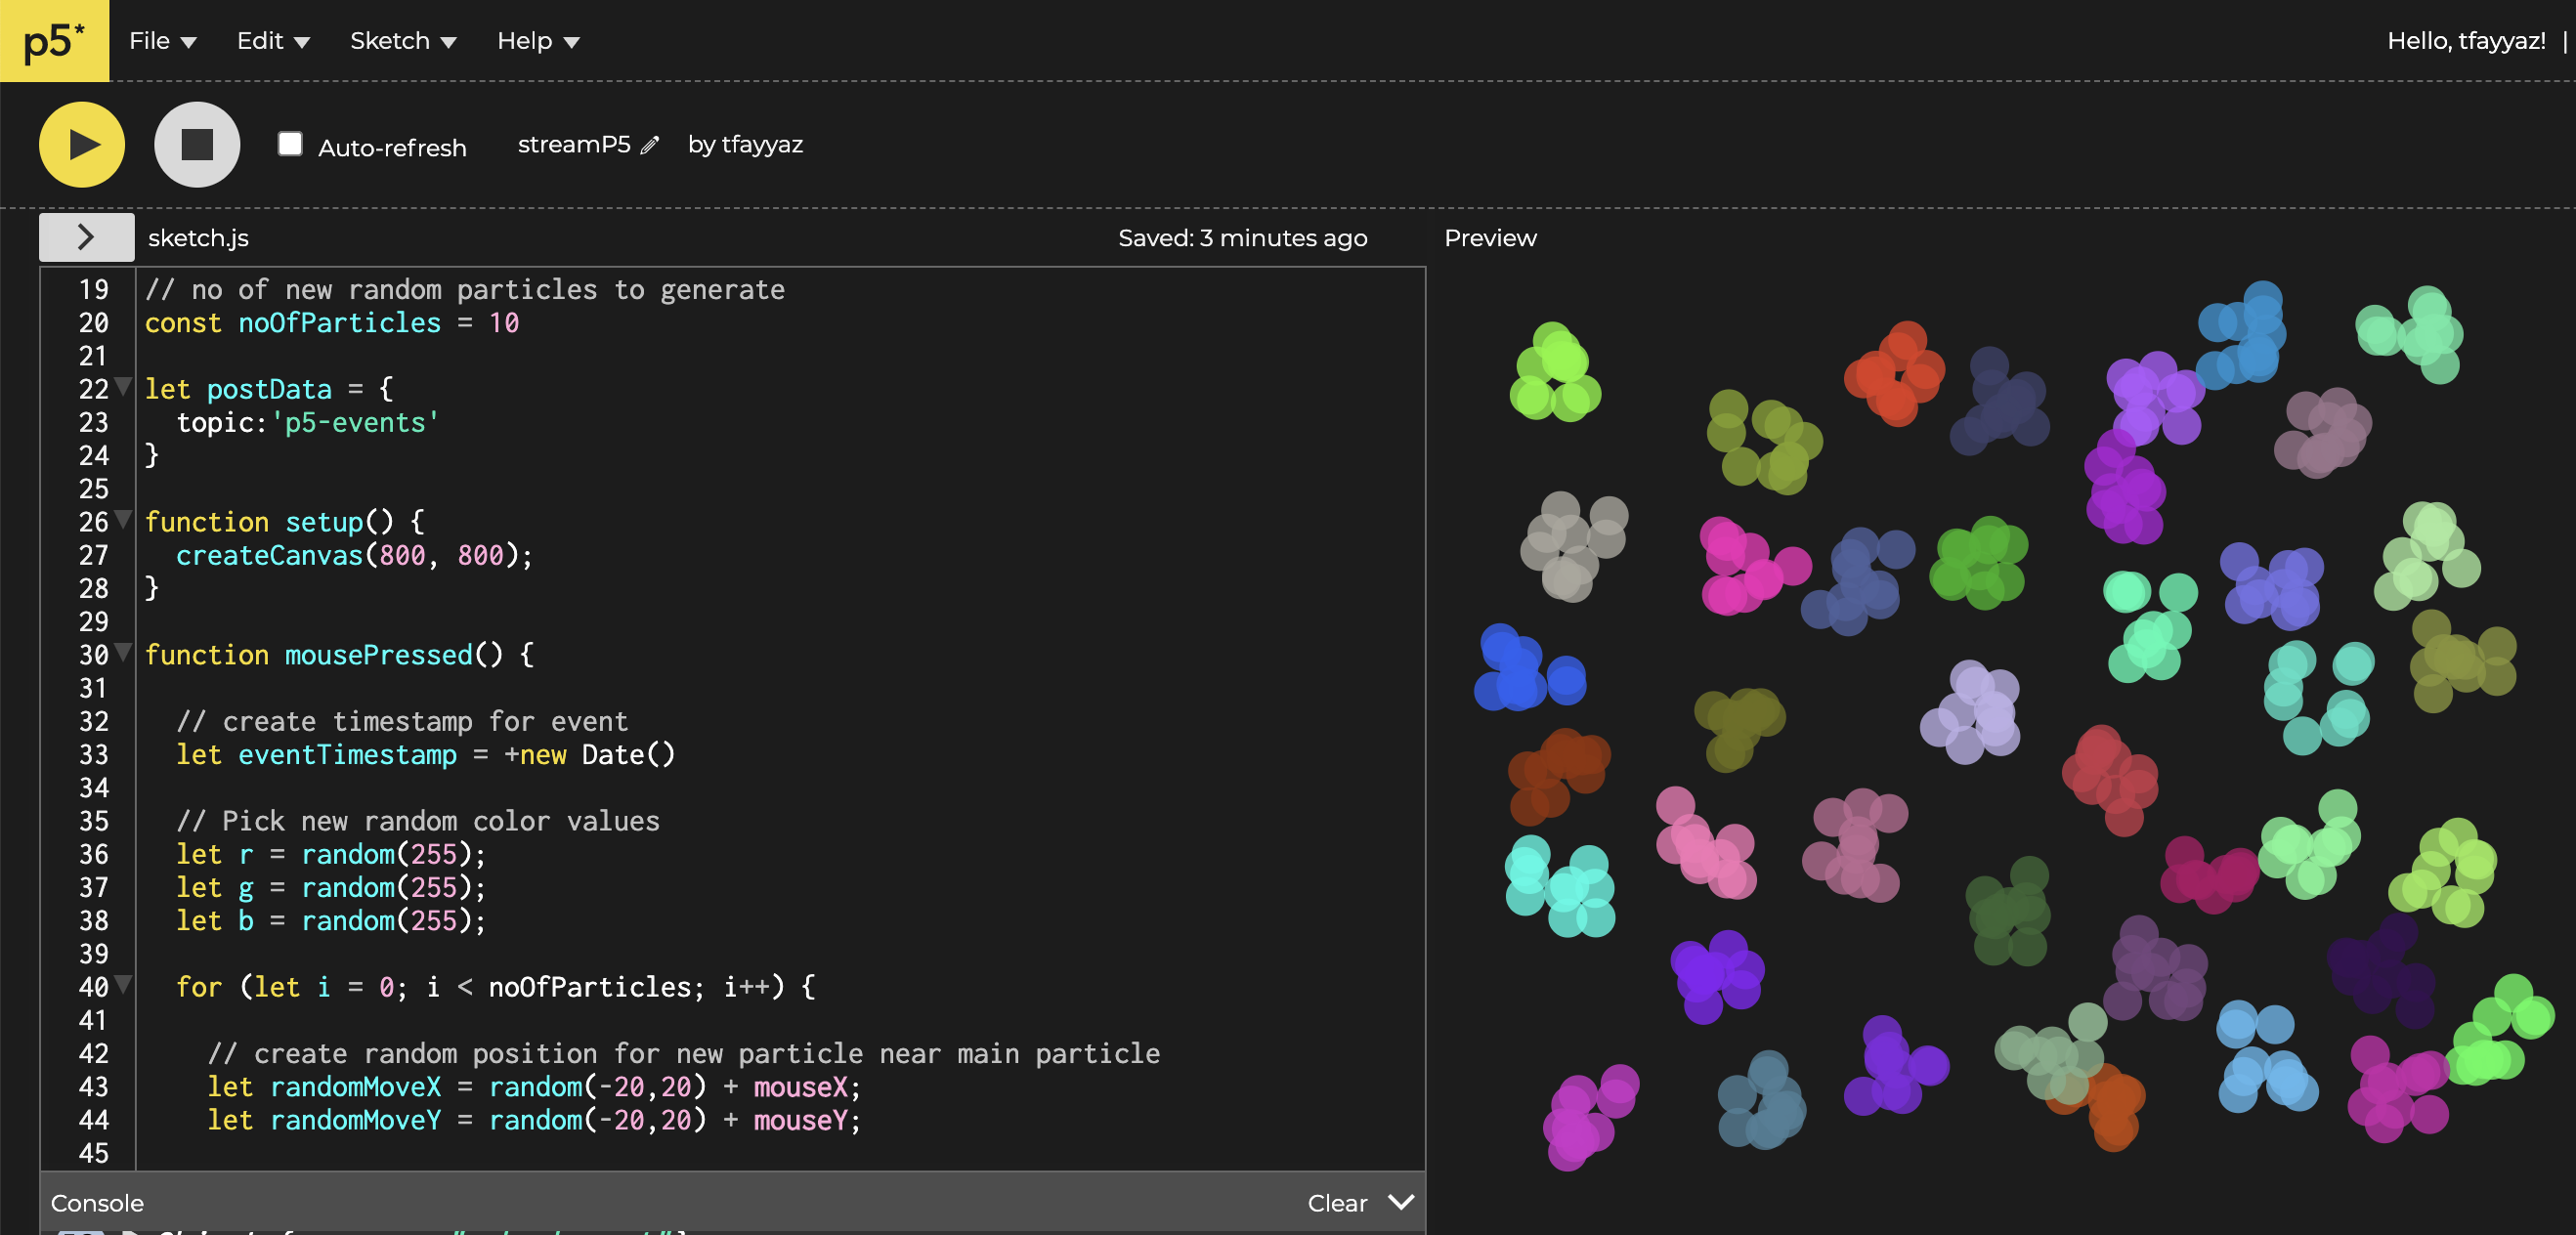 p5* File Edit Sketch Help Hello, tfayyaz! |
Auto-refresh streamP5 by tfayyaz
sketch.js Saved: 3 minutes ago Preview
19 // no of new random particles to generate
20 const noOfParticles = 10
21
22 let postData = {
23 topic:'p5-events'
24 }
25
26 function setup() {
27 createCanvas(800, 800);
28 }
29
30 function mousePressed() {
31
32 // create timestamp for event
33 let eventTimestamp = +new Date()
34
35 // Pick new random color values
36 let r = random(255);
37 let g = random(255);
38 let b = random(255);
39
40 for (let i = 0; i < noOfParticles; i++) {
41
42 // create random position for new particle near main particle
43 let randomMoveX = random(-20,20) + mouseX;
44 let randomMoveY = random(-20,20) + mouseY;
45
Console Clear